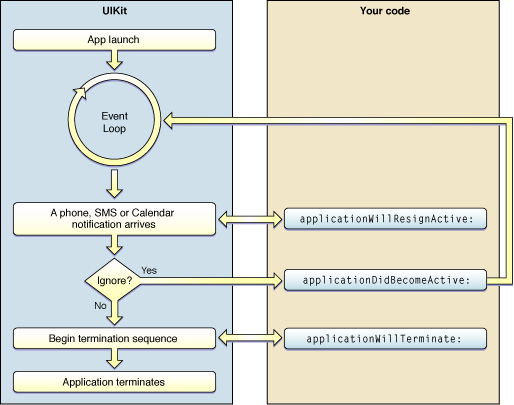 UIKit
Your code
App launch
Event
Loop
A phone, SMS or Calendar
notification arrives
applicationWillResignActive:
Ignore?
Yes
applicationDidBecomeActive:
No
Begin termination sequence
applicationWillTerminate:
Application terminates